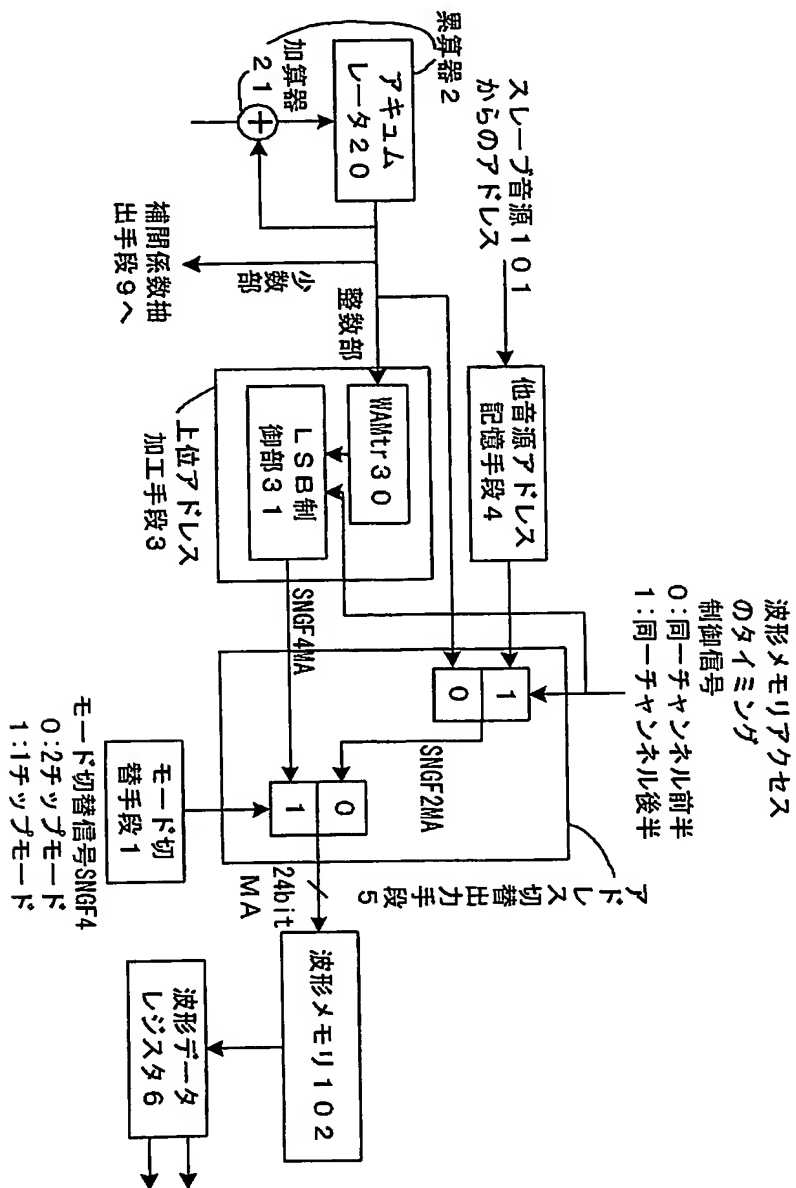 波形メモリアクセス
のタイミング
制御信号
0:同一チャンネル前半
1:同一チャンネル後半
スレーブ音源101
からのアドレス
他音源アドレス
記憶手段4
累算器2
アキュム
レータ20
加算器
21
+
補間係数抽
出手段9へ
少数
部
整数部
WAMtr30
LSB制
御部31
上位アドレス
加工手段3
SNGF4MA
1
0
SNGF2MA
0
1
アドレス切替出力手段
5
モード切
替手段1
モード切替信号SNGF4
0:2チップモード
1:1チップモード
24bit
MA
波形メモリ102
波形データ
レジスタ6